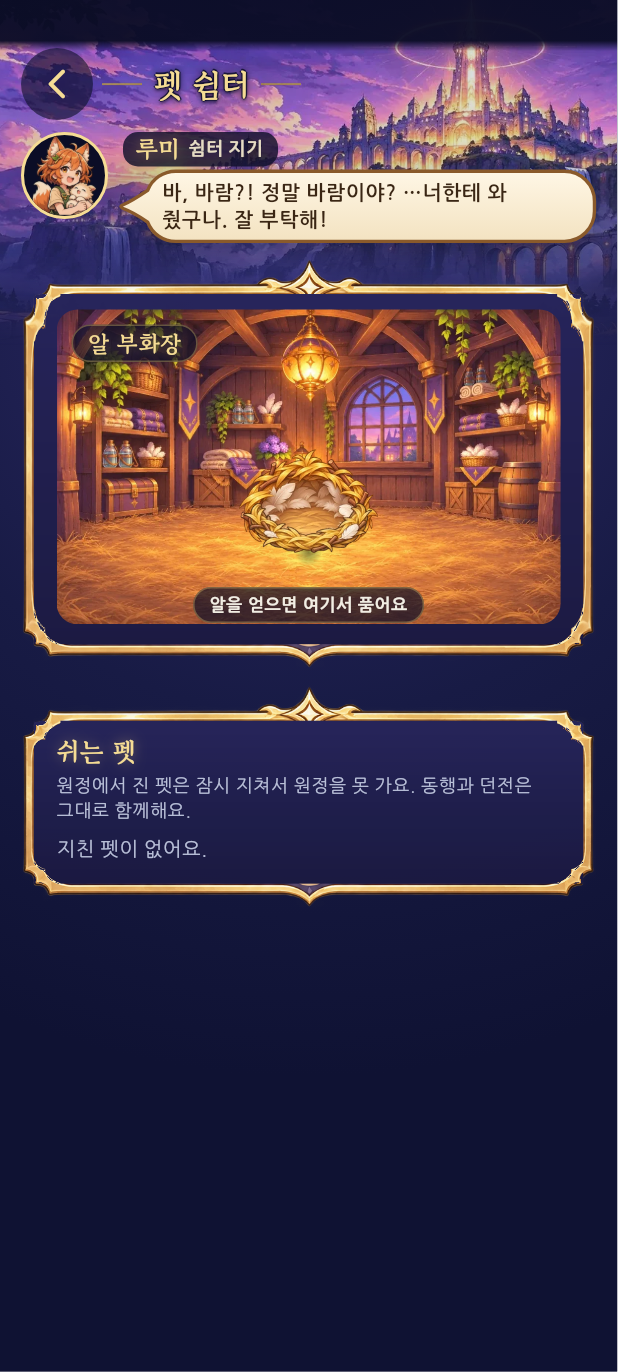 펫 쉼터
루미 쉼터 지기
바, 바람?! 정말 바람이야? …너한테 와
줬구나. 잘 부탁해!
알 부화장
알을 얻으면 여기서 품어요
쉬는 펫
원정에서 진 펫은 잠시 지쳐서 원정을 못 가요. 동행과 던전은
그대로 함께해요.
지친 펫이 없어요.